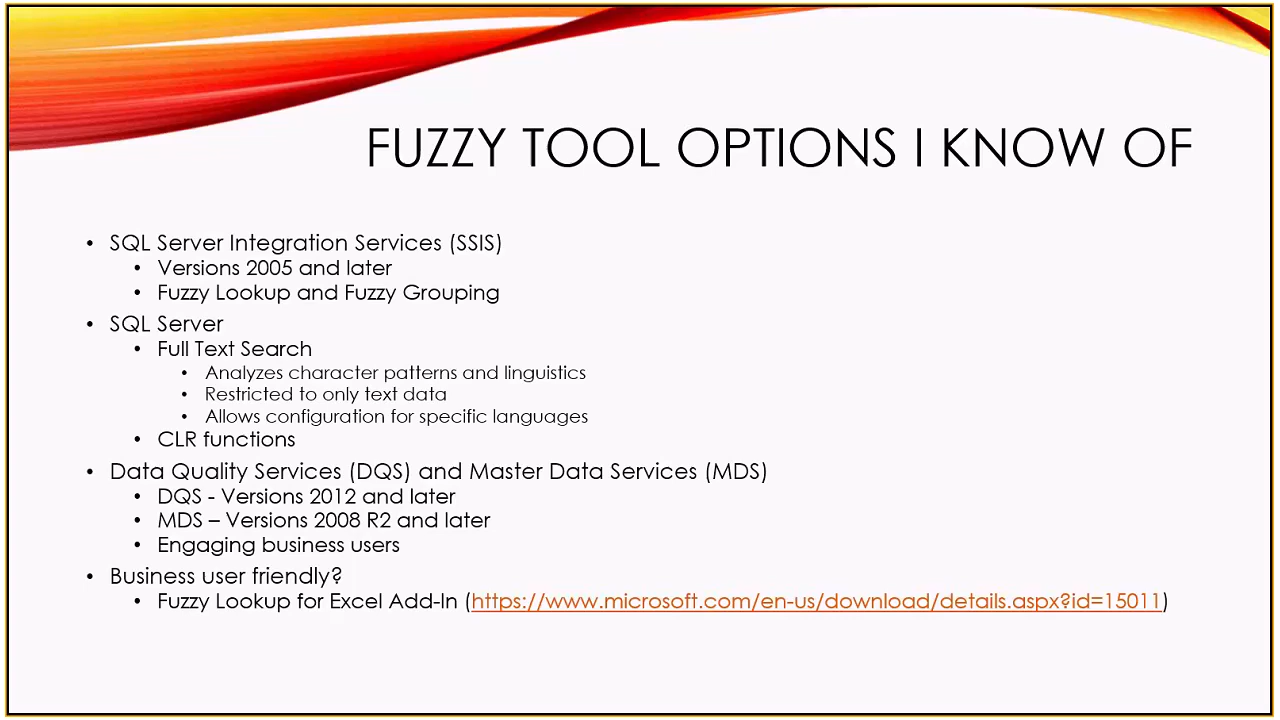 FUZZY TOOL OPTIONS I KNOW OF
• SQL Server Integration Services (SSIS)
• Versions 2005 and later
• Fuzzy Lookup and Fuzzy Grouping
• SQL Server
• Full Text Search
• Analyzes character patterns and linguistics
• Restricted to only text data
• Allows configuration for specific languages
• CLR functions
• Data Quality Services (DQS) and Master Data Services (MDS)
• DQS - Versions 2012 and later
• MDS – Versions 2008 R2 and later
• Engaging business users
• Business user friendly?
• Fuzzy Lookup for Excel Add-In (https://www.microsoft.com/en-us/download/details.aspx?id=15011)